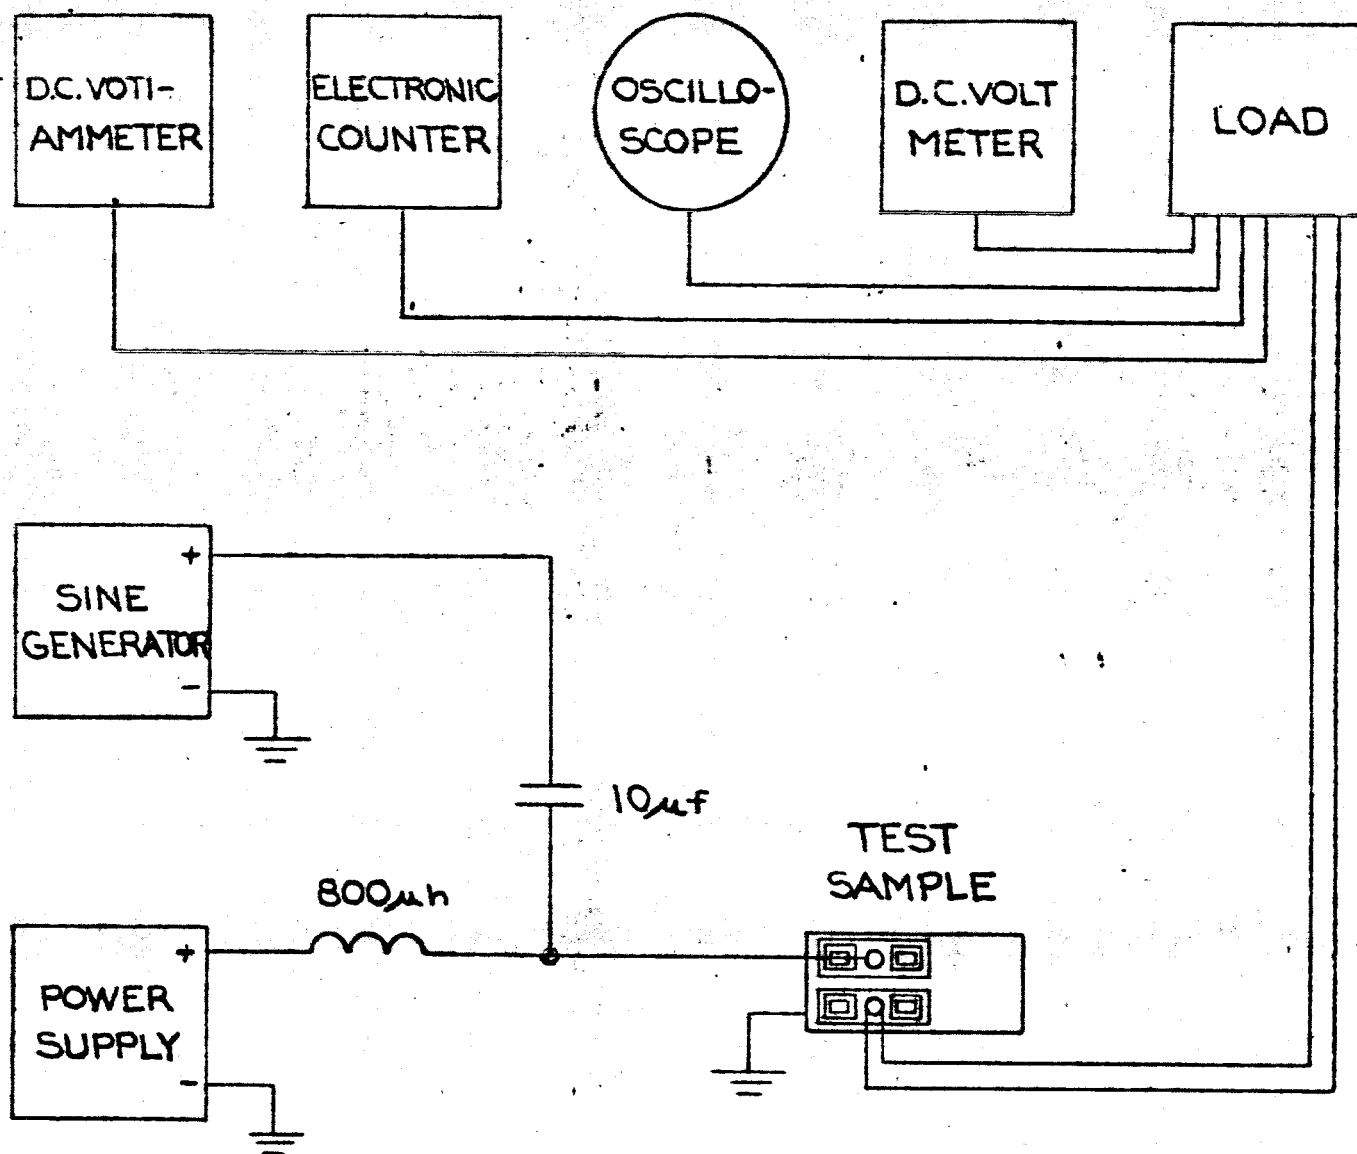 D.C. VOTI-
AMMETER
ELECTRONIC
COUNTER
OSCILLO-
SCOPE
D.C. VOLT
METER
LOAD
+
SINE
GENERATOR
-
10μf
TEST
SAMPLE
800μh
+
POWER
SUPPLY
-